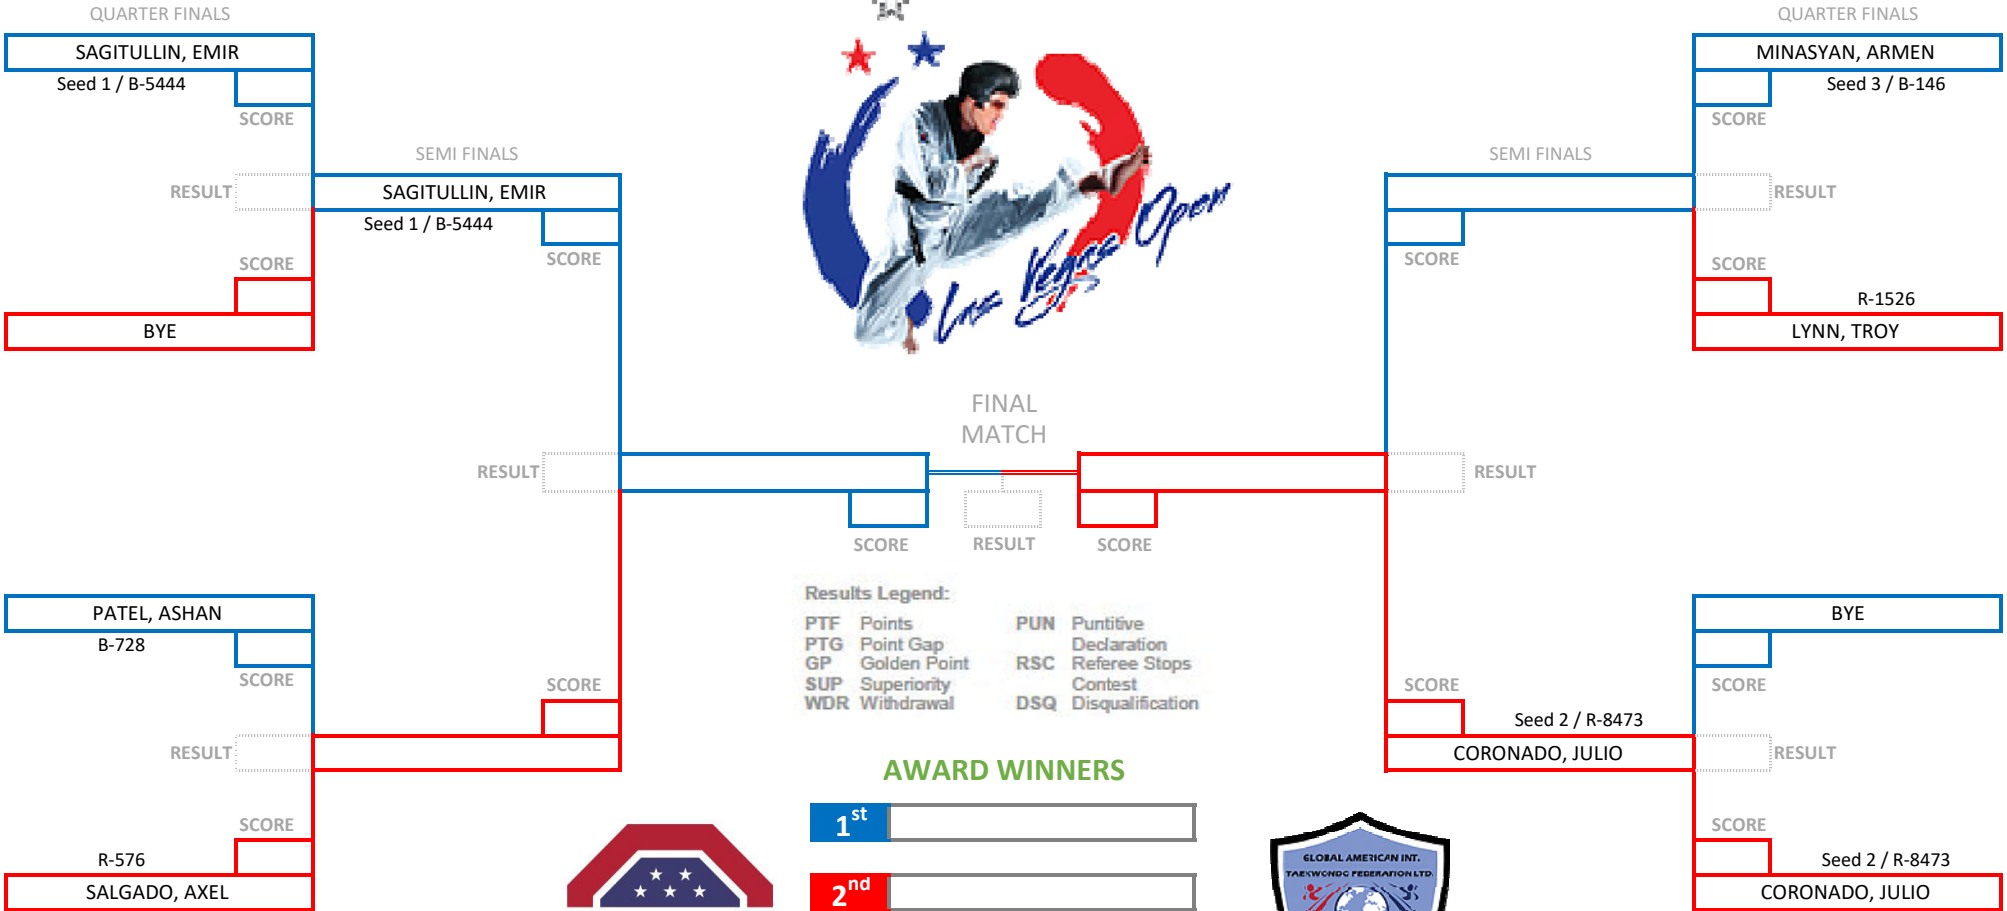 QUARTER FINALS
QUARTER FINALS
SAGITULLIN, EMIR
MINASYAN, ARMEN
Seed 1 / B-5444
Seed 3 / B-146
SCORE
SCORE
SEMI FINALS
SEMI FINALS
RESULT
SAGITULLIN, EMIR
RESULT
Seed 1 / B-5444
Las Vegas Open
SCORE
SCORE
SCORE
SCORE
R-1526
BYE
LYNN, TROY
FINAL
MATCH
RESULT
RESULT
SCORE
RESULT
SCORE
Results Legend:
PTF Points
PTG Point Gap
GP Golden Point
SUP Superiority
WDR Withdrawal
PUN Puntitive
Declaration
RSC Referee Stops
Contest
DSQ Disqualification
PATEL, ASHAN
BYE
B-728
SCORE
SCORE
SCORE
SCORE
Seed 2 / R-8473
RESULT
CORONADO, JULIO
RESULT
AWARD WINNERS
1st
SCORE
SCORE
R-576
Seed 2 / R-8473
SALGADO, AXEL
2nd
CORONADO, JULIO
GLOBAL AMERICAN INT.
TAEKWONDO FEDERATION LTD.